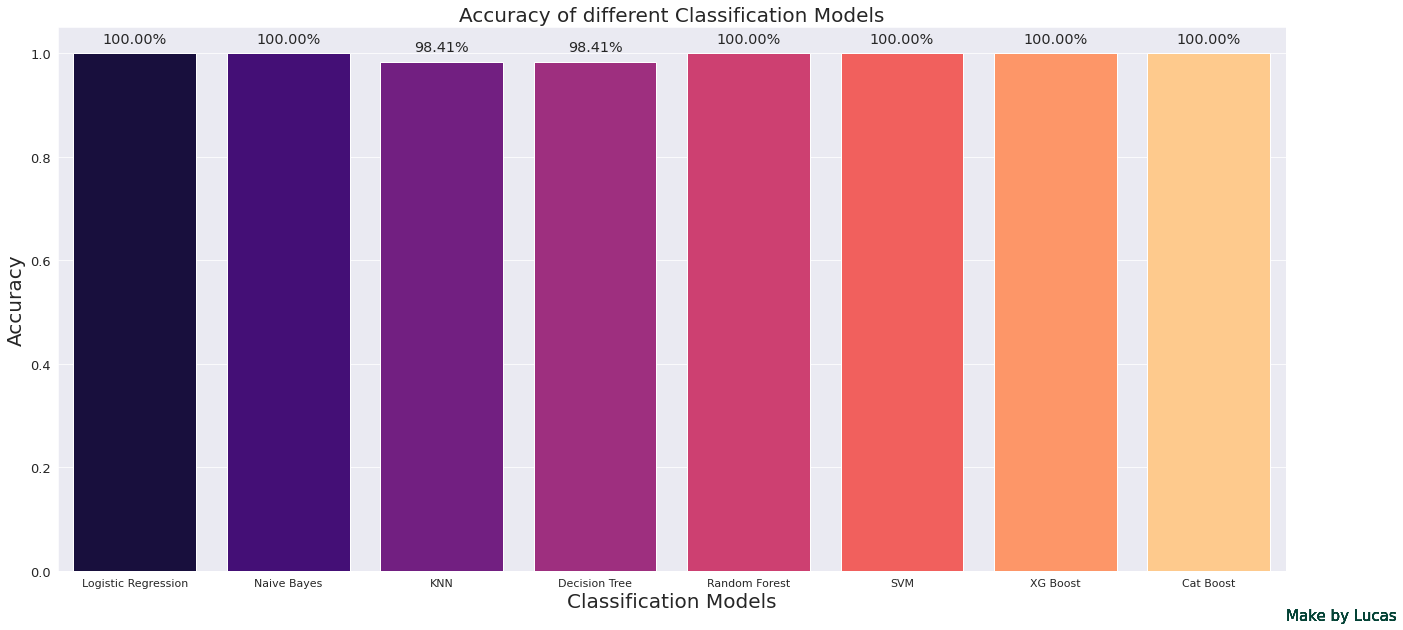 Accuracy of different Classification Models
100.00% 100.00% 98.41% 98.41% 100.00% 100.00% 100.00% 100.00%
1.0
0.8
0.6
0.4
0.2
0.0
Accuracy
Logistic Regression Naive Bayes KNN Decision Tree Random Forest SVM XG Boost Cat Boost
Classification Models
Make by Lucas